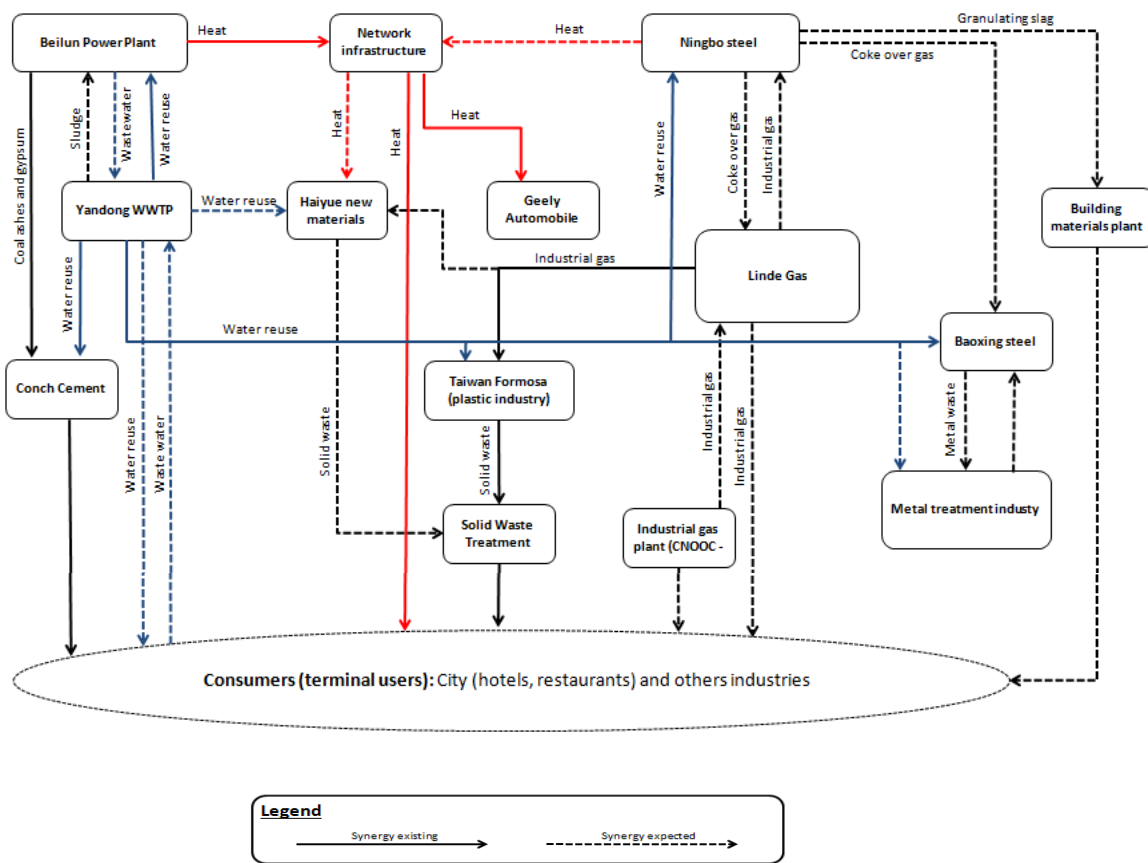 Granulating slag
Beilun Power Plant
Heat
Network
infrastructure
Heat
Ningbo steel
Coke over gas
Coal ashes and gypsum
Sludge
Wastewater
Water reuse
Heat
Heat
Heat
Water reuse
Coke over gas
Industrial gas
Yandong WWTP
Water reuse
Haiyue new
materials
Geely
Automobile
Building
materials plant
Water reuse
Industrial gas
Linde Gas
Water reuse
Baoxing steel
Conch Cement
Taiwan Formosa
(plastic industry)
Water reuse
Waste water
Solid waste
Solid waste
Industrial gas
Industrial gas
Metal waste
Solid Waste
Treatment
Industrial gas
plant (CNOOC -
Metal treatment industy
Consumers (terminal users): City (hotels, restaurants) and others industries
Legend
Synergy existing
Synergy expected